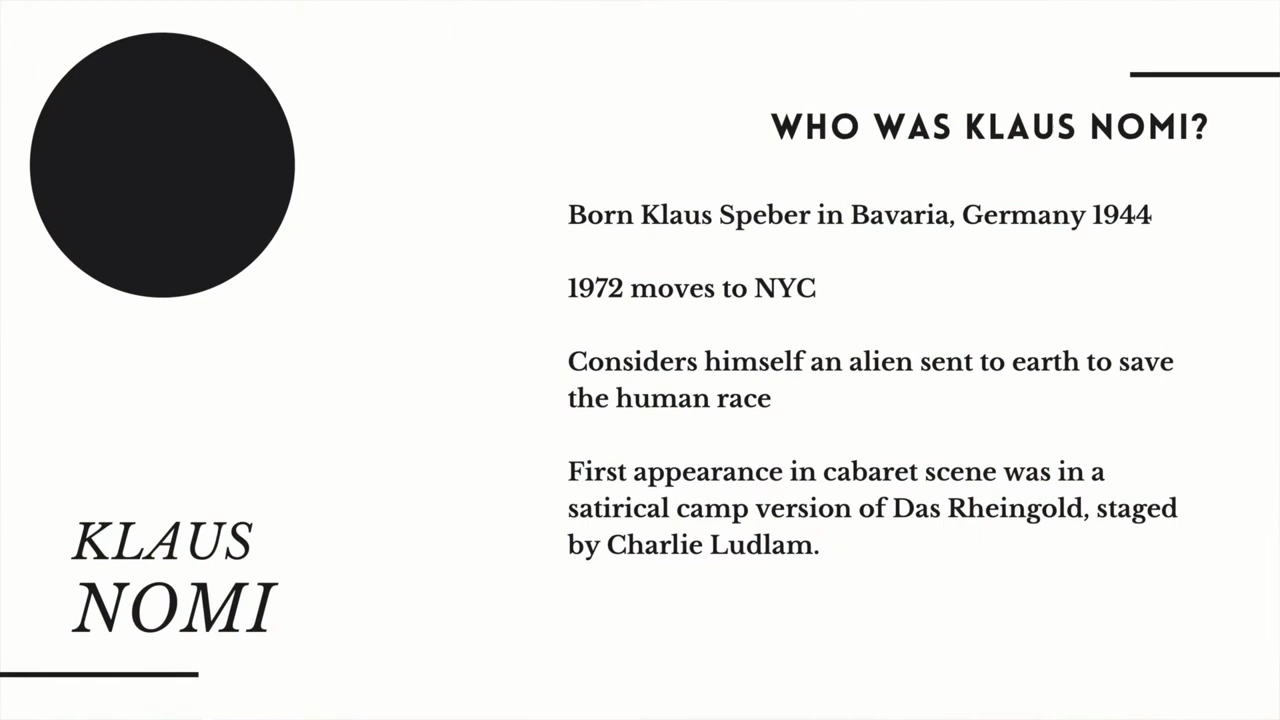 WHO WAS KLAUS NOMI?
Born Klaus Speber in Bavaria, Germany 1944
1972 moves to NYC
Considers himself an alien sent to earth to save
the human race
First appearance in cabaret scene was in a
satirical camp version of Das Rheingold, staged
by Charlie Ludlam.
KLAUS
NOMI